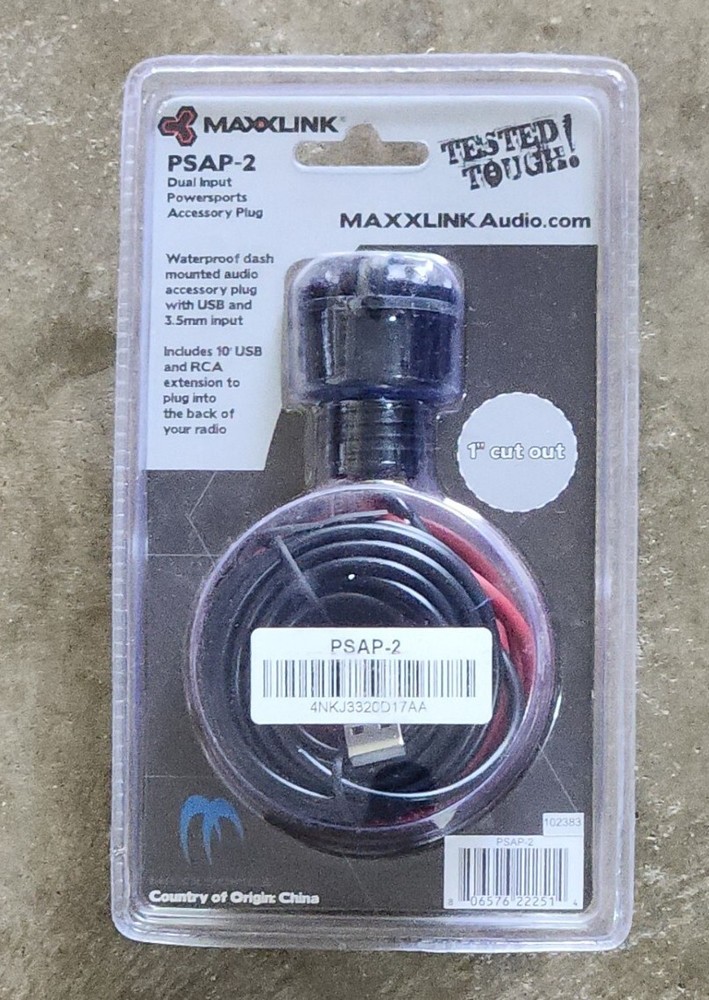 MAXXLINK®
PSAP-2
Dual Input
Powersports
Accessory Plug
TESTED
TOUGH!
MAXXLINKAudio.com
Waterproof dash
mounted audio
accessory plug
with USB and
3.5mm input
Includes 10' USB
and RCA
extension to
plug into
the back of
your radio
1" cut out
PSAP-2
4NKJ3320D17AA
102383
PSAP-2
8 06576 22251 4
Country of Origin: China